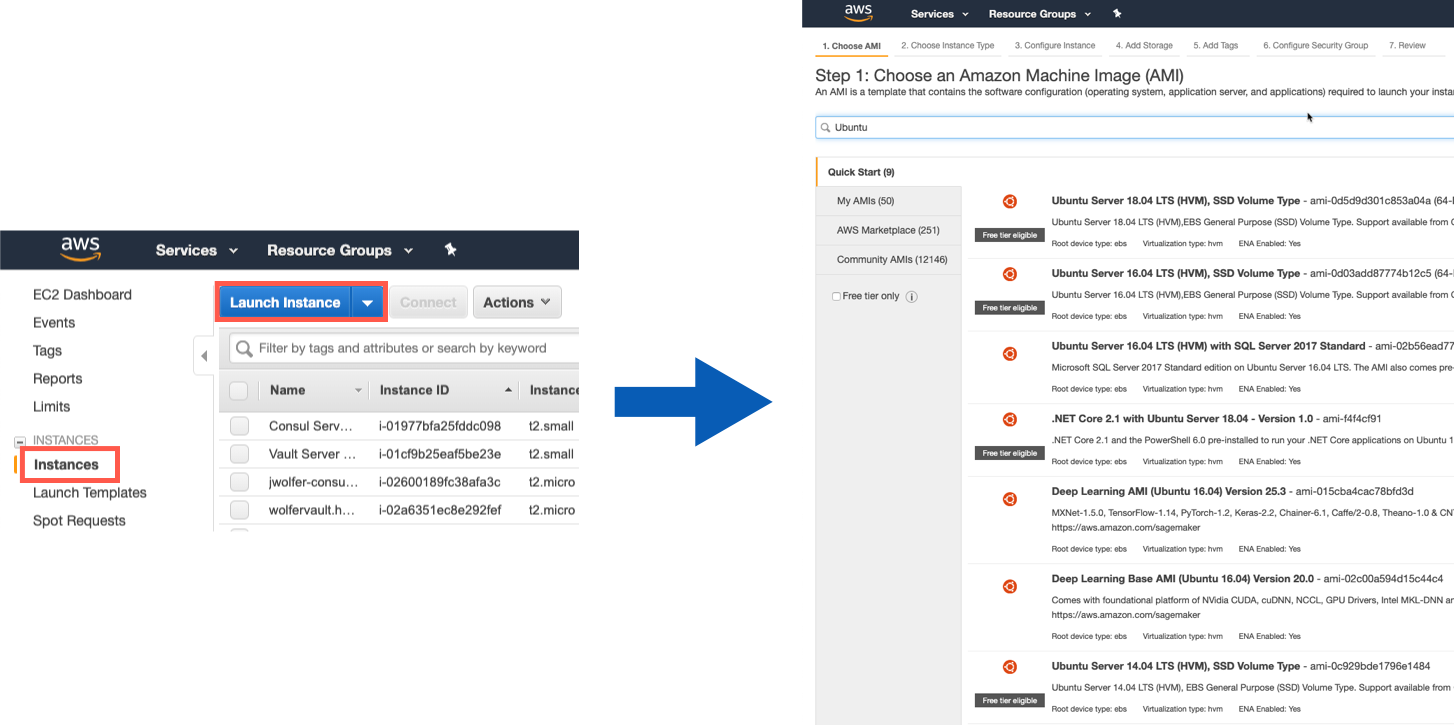 aws Services Resource Groups
EC2 Dashboard
Events
Tags
Reports
Limits
INSTANCES
Instances
Launch Templates
Spot Requests
Launch Instance Connect Actions
Filter by tags and attributes or search by keyword
Name Instance ID Instance
Consul Serv... i-01977bfa25fddc098 t2.small
Vault Server ... i-01cf9b25eaf5be23e t2.small
jwolfer-consu... i-02600189fc38afa3c t2.micro
wolfervault.h... i-02a6351ec8e292fef t2.micro
aws Services Resource Groups
1. Choose AMI 2. Choose Instance Type 3. Configure Instance 4. Add Storage 5. Add Tags 6. Configure Security Group 7. Review
Step 1: Choose an Amazon Machine Image (AMI)
An AMI is a template that contains the software configuration (operating system, application server, and applications) required to launch your insta
Ubuntu
Quick Start (9)
My AMIs (50)
AWS Marketplace (251)
Community AMIs (12146)
Free tier only i
Ubuntu Server 18.04 LTS (HVM), SSD Volume Type - ami-0d5d9d301c853a04a (64-
Ubuntu Server 18.04 LTS (HVM),EBS General Purpose (SSD) Volume Type. Support available from
Free tier eligible
Root device type: ebs Virtualization type: hvm ENA Enabled: Yes
Ubuntu Server 16.04 LTS (HVM), SSD Volume Type - ami-0d03add87774b12c5 (64-
Ubuntu Server 16.04 LTS (HVM),EBS General Purpose (SSD) Volume Type. Support available from
Free tier eligible
Root device type: ebs Virtualization type: hvm ENA Enabled: Yes
Ubuntu Server 16.04 LTS (HVM) with SQL Server 2017 Standard - ami-02b56ead77
Microsoft SQL Server 2017 Standard edition on Ubuntu Server 16.04 LTS. The AMI also comes pre-
Root device type: ebs Virtualization type: hvm ENA Enabled: Yes
.NET Core 2.1 with Ubuntu Server 18.04 - Version 1.0 - ami-f4f4cf91
.NET Core 2.1 and the PowerShell 6.0 pre-installed to run your .NET Core applications on Ubuntu 1
Free tier eligible
Root device type: ebs Virtualization type: hvm ENA Enabled: Yes
Deep Learning AMI (Ubuntu 16.04) Version 25.3 - ami-015cba4cac78bfd3d
MXNet-1.5.0, TensorFlow-1.14, PyTorch-1.2, Keras-2.2, Chainer-6.1, Caffe/2-0.8, Theano-1.0 & CN
https://aws.amazon.com/sagemaker
Root device type: ebs Virtualization type: hvm ENA Enabled: Yes
Deep Learning Base AMI (Ubuntu 16.04) Version 20.0 - ami-02c00a594d15c44c4
Comes with foundational platform of NVidia CUDA, cuDNN, NCCL, GPU Drivers, Intel MKL-DNN an
https://aws.amazon.com/sagemaker
Root device type: ebs Virtualization type: hvm ENA Enabled: Yes
Ubuntu Server 14.04 LTS (HVM), SSD Volume Type - ami-0c929bde1796e1484
Ubuntu Server 14.04 LTS (HVM), EBS General Purpose (SSD) Volume Type. Support available from
Free tier eligible
Root device type: ebs Virtualization type: hvm ENA Enabled: Yes